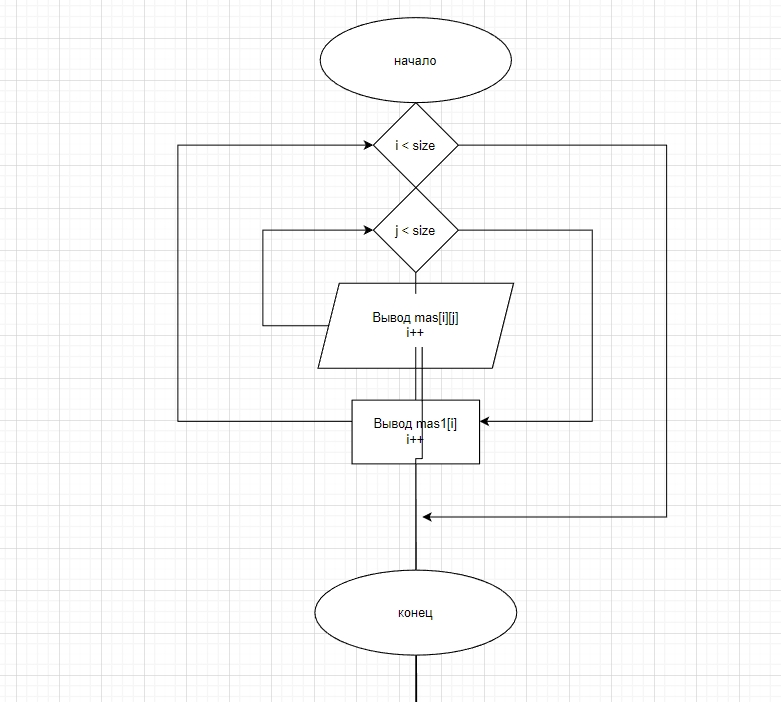 начало
i < size
j < size
Вывод mas[i][j]
i++
Вывод mas1[i]
i++
конец